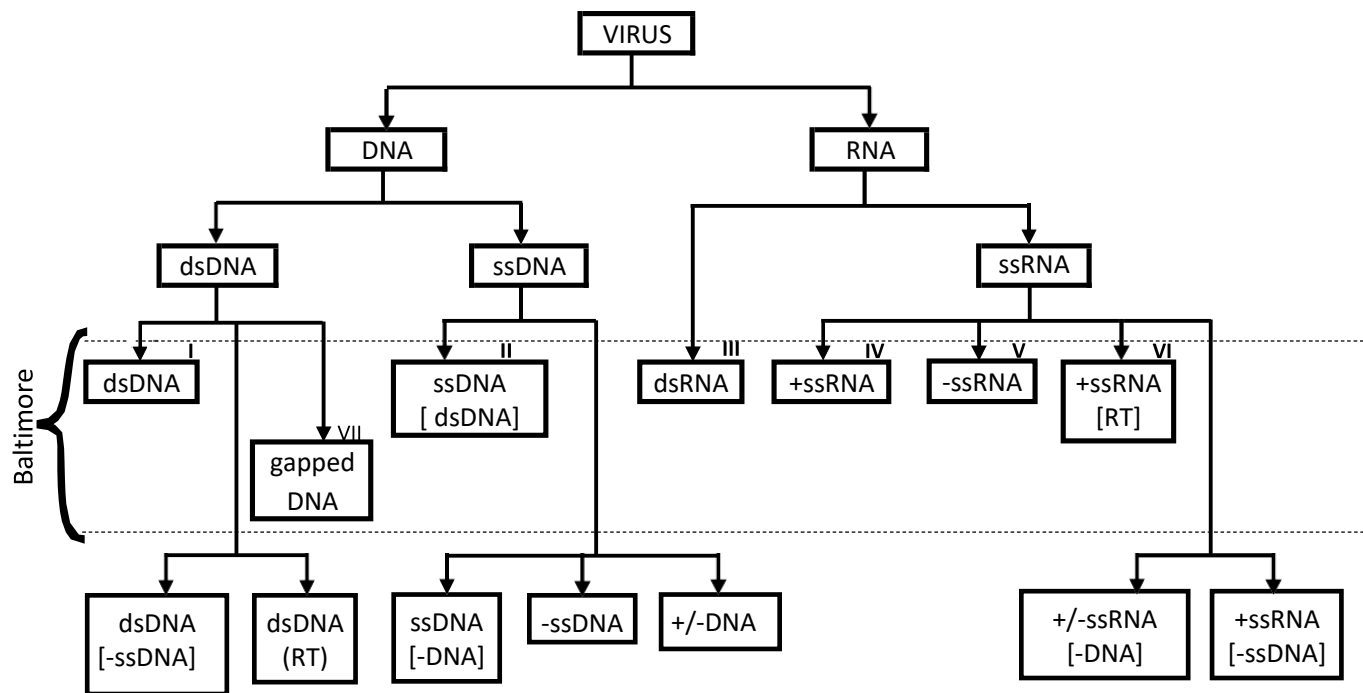 VIRUS
DNA
RNA
dsDNA
ssDNA
ssRNA
Baltimore
I
dsDNA
VII
gapped
DNA
II
ssDNA
[ dsDNA]
III
dsRNA
IV
+ssRNA
V
-ssRNA
VI
+ssRNA
[RT]
dsDNA
[-ssDNA]
dsDNA
(RT)
ssDNA
[-DNA]
-ssDNA
+/-DNA
+/-ssRNA
[-DNA]
+ssRNA
[-ssDNA]